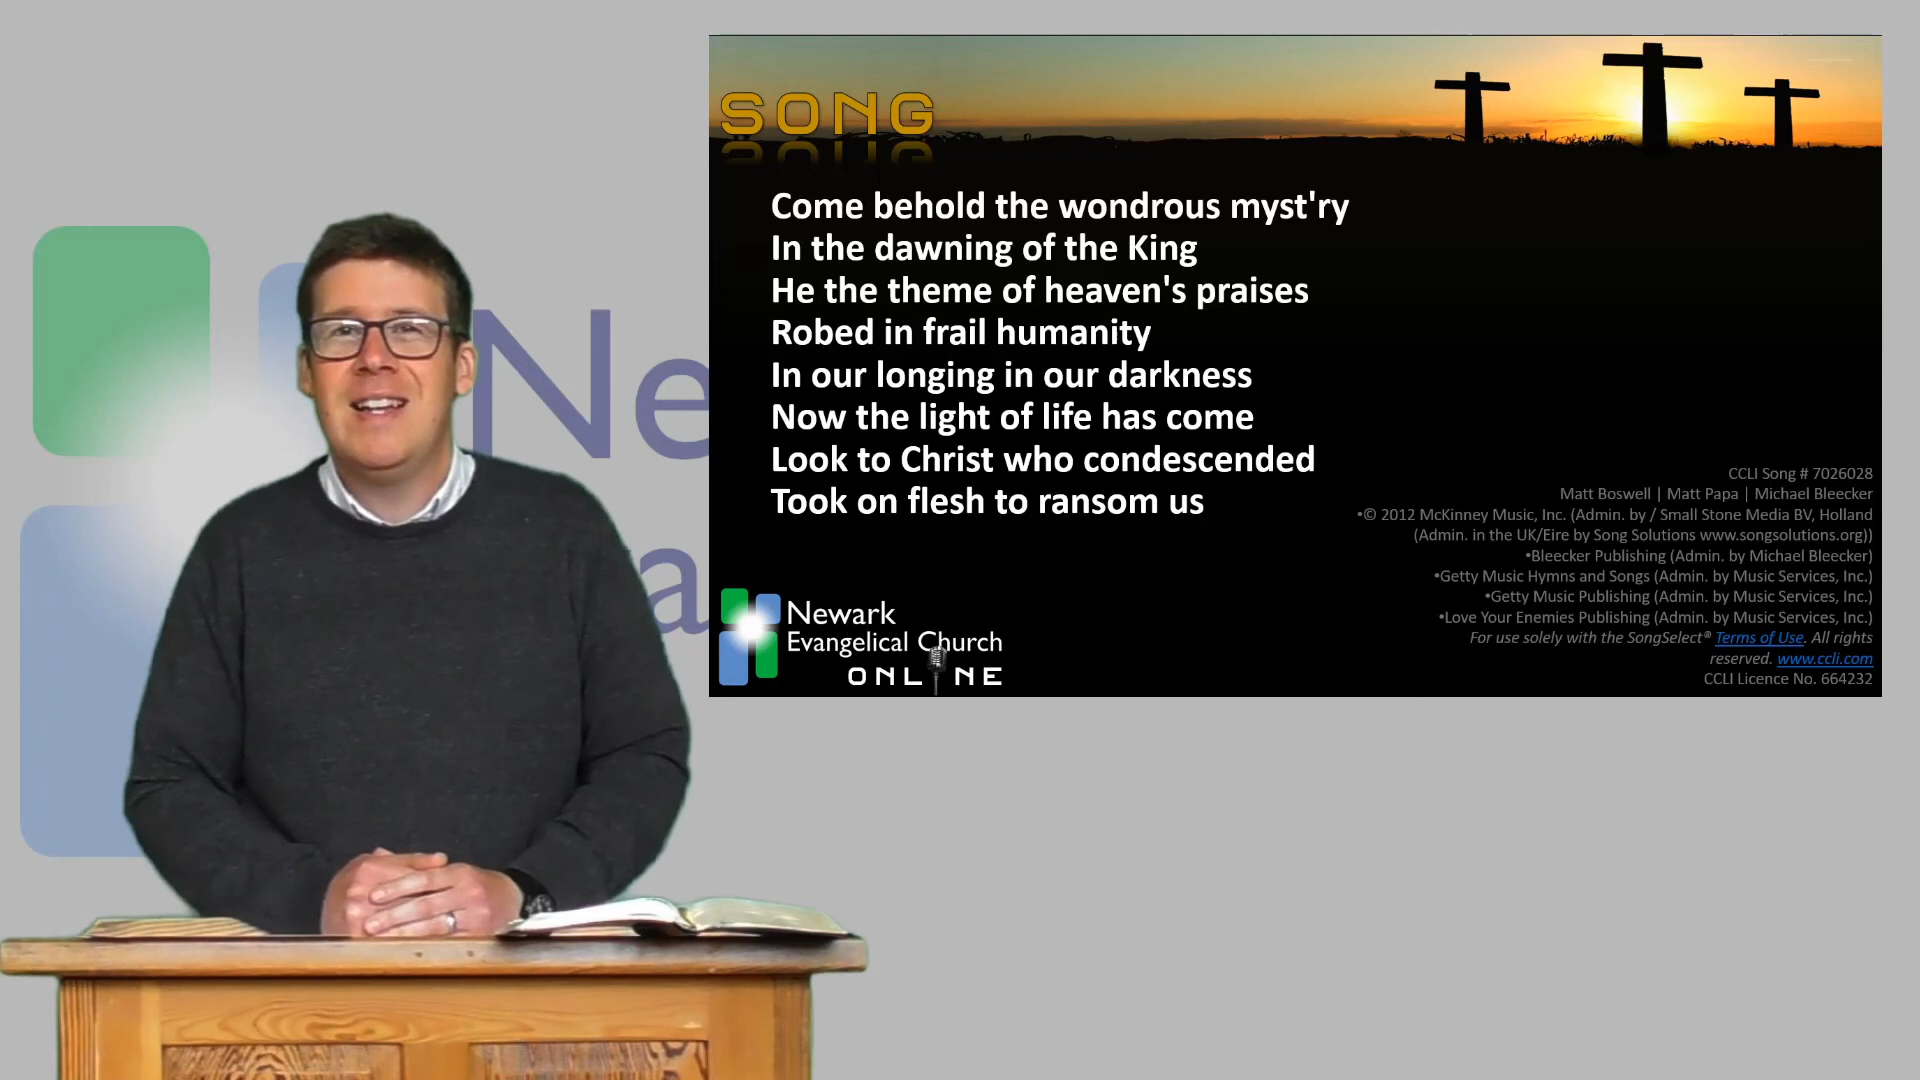 SONG
Come behold the wondrous myst'ry
In the dawning of the King
He the theme of heaven's praises
Robed in frail humanity
In our longing in our darkness
Now the light of life has come
Look to Christ who condescended
Took on flesh to ransom us
CCLI Song # 7026028
Matt Boswell | Matt Papa | Michael Bleecker
•© 2012 McKinney Music, Inc. (Admin. by / Small Stone Media BV, Holland
(Admin. in the UK/Eire by Song Solutions www.songsolutions.org))
•Bleecker Publishing (Admin. by Michael Bleecker)
•Getty Music Hymns and Songs (Admin. by Music Services, Inc.)
•Getty Music Publishing (Admin. by Music Services, Inc.)
•Love Your Enemies Publishing (Admin. by Music Services, Inc.)
For use solely with the SongSelect® Terms of Use. All rights
reserved. www.ccli.com
CCLI Licence No. 664232
Newark
Evangelical Church
ONLINE
Ne
a